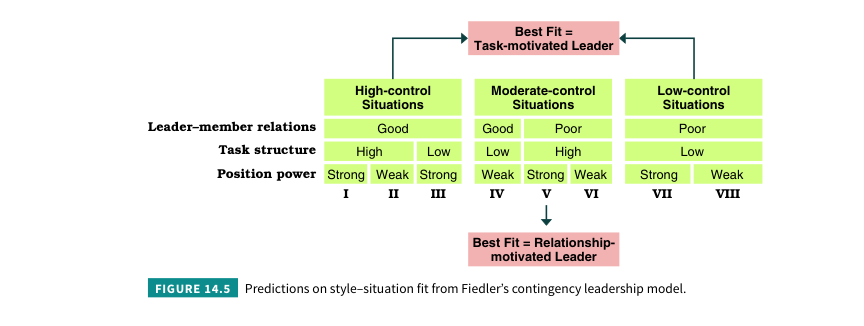 Best Fit =
Task-motivated Leader
High-control
Situations
Moderate-control
Situations
Low-control
Situations
Leader–member relations Good Good Poor Poor
Task structure High Low Low High Low
Position power Strong Weak Strong Weak Strong Weak Strong Weak
I II III IV V VI VII VIII
Best Fit = Relationship-
motivated Leader
FIGURE 14.5 Predictions on style–situation fit from Fiedler’s contingency leadership model.